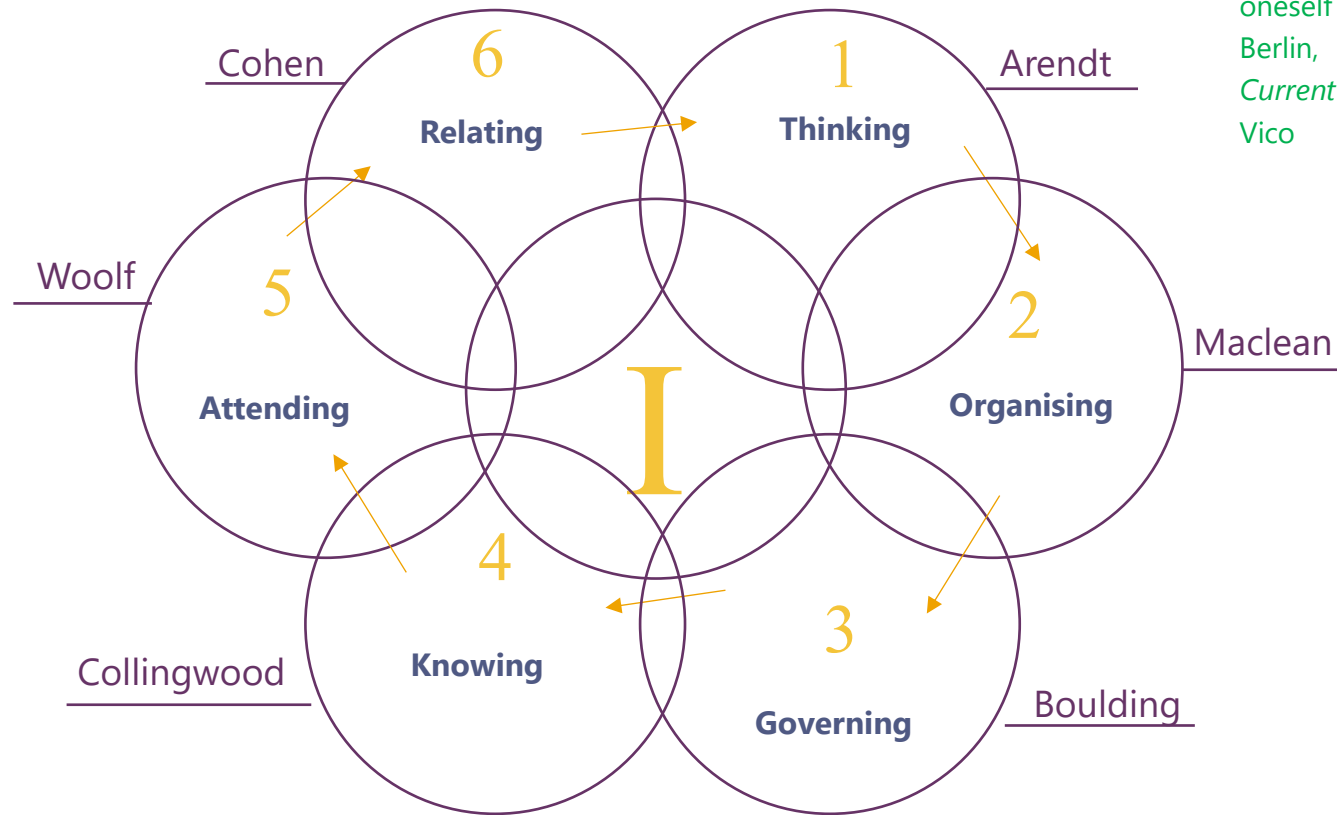 oneself
Berlin,
Current
Vico
Cohen
6
Relating
1
Thinking
Arendt
Woolf
5
Attending
2
Organising
Maclean
I
4
Knowing
Collingwood
3
Governing
Boulding